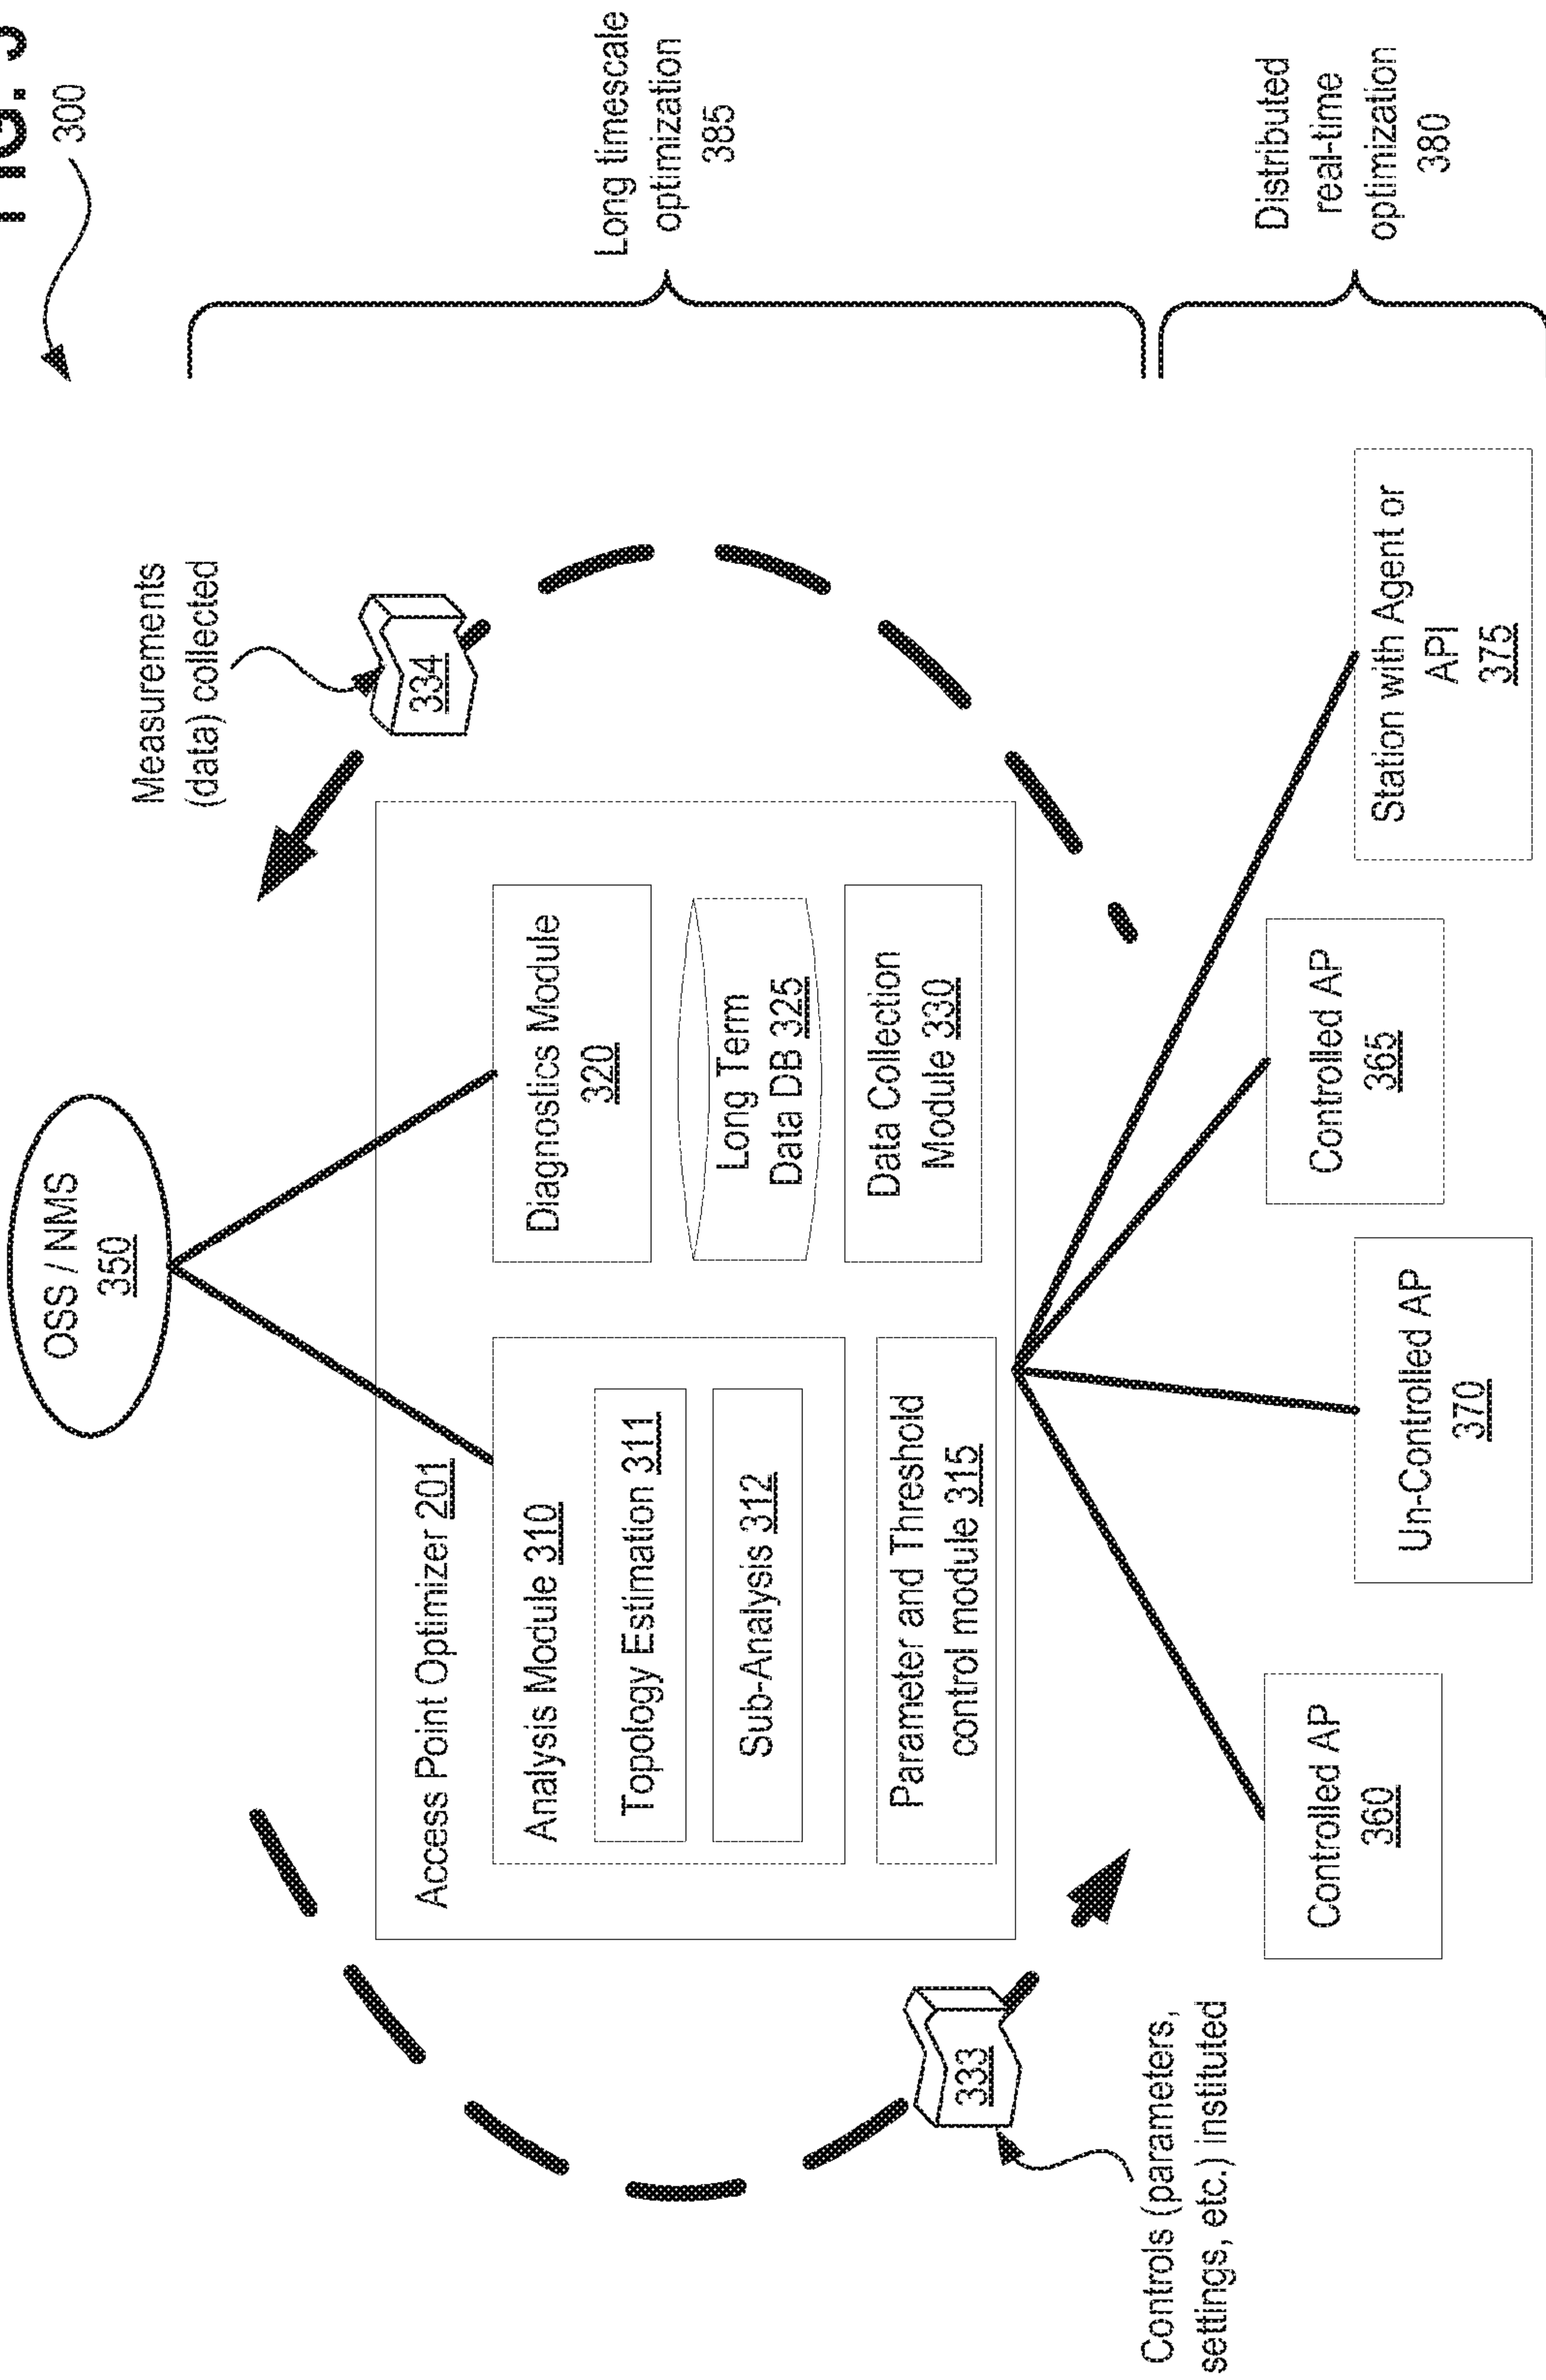 FIG. 3
300
OSS / NMS
350
Measurements
(data) collected
334
Access Point Optimizer 201
Analysis Module 310
Topology Estimation 311
Sub-Analysis 312
Parameter and Threshold
control module 315
Diagnostics Module
320
Long Term
Data DB 325
Data Collection
Module 330
Long timescale
optimization
385
333
Controls (parameters,
settings, etc.) instituted
Controlled AP
360
Un-Controlled AP
370
Controlled AP
365
Station with Agent or
API
375
Distributed
real-time
optimization
380